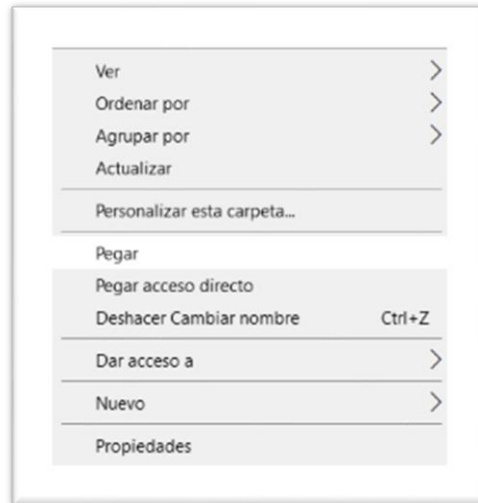 Ver
Ordenar por
Agrupar por
Actualizar
Personalizar esta carpeta...
Pegar
Pegar acceso directo
Deshacer Cambiar nombre Ctrl+Z
Dar acceso a
Nuevo
Propiedades